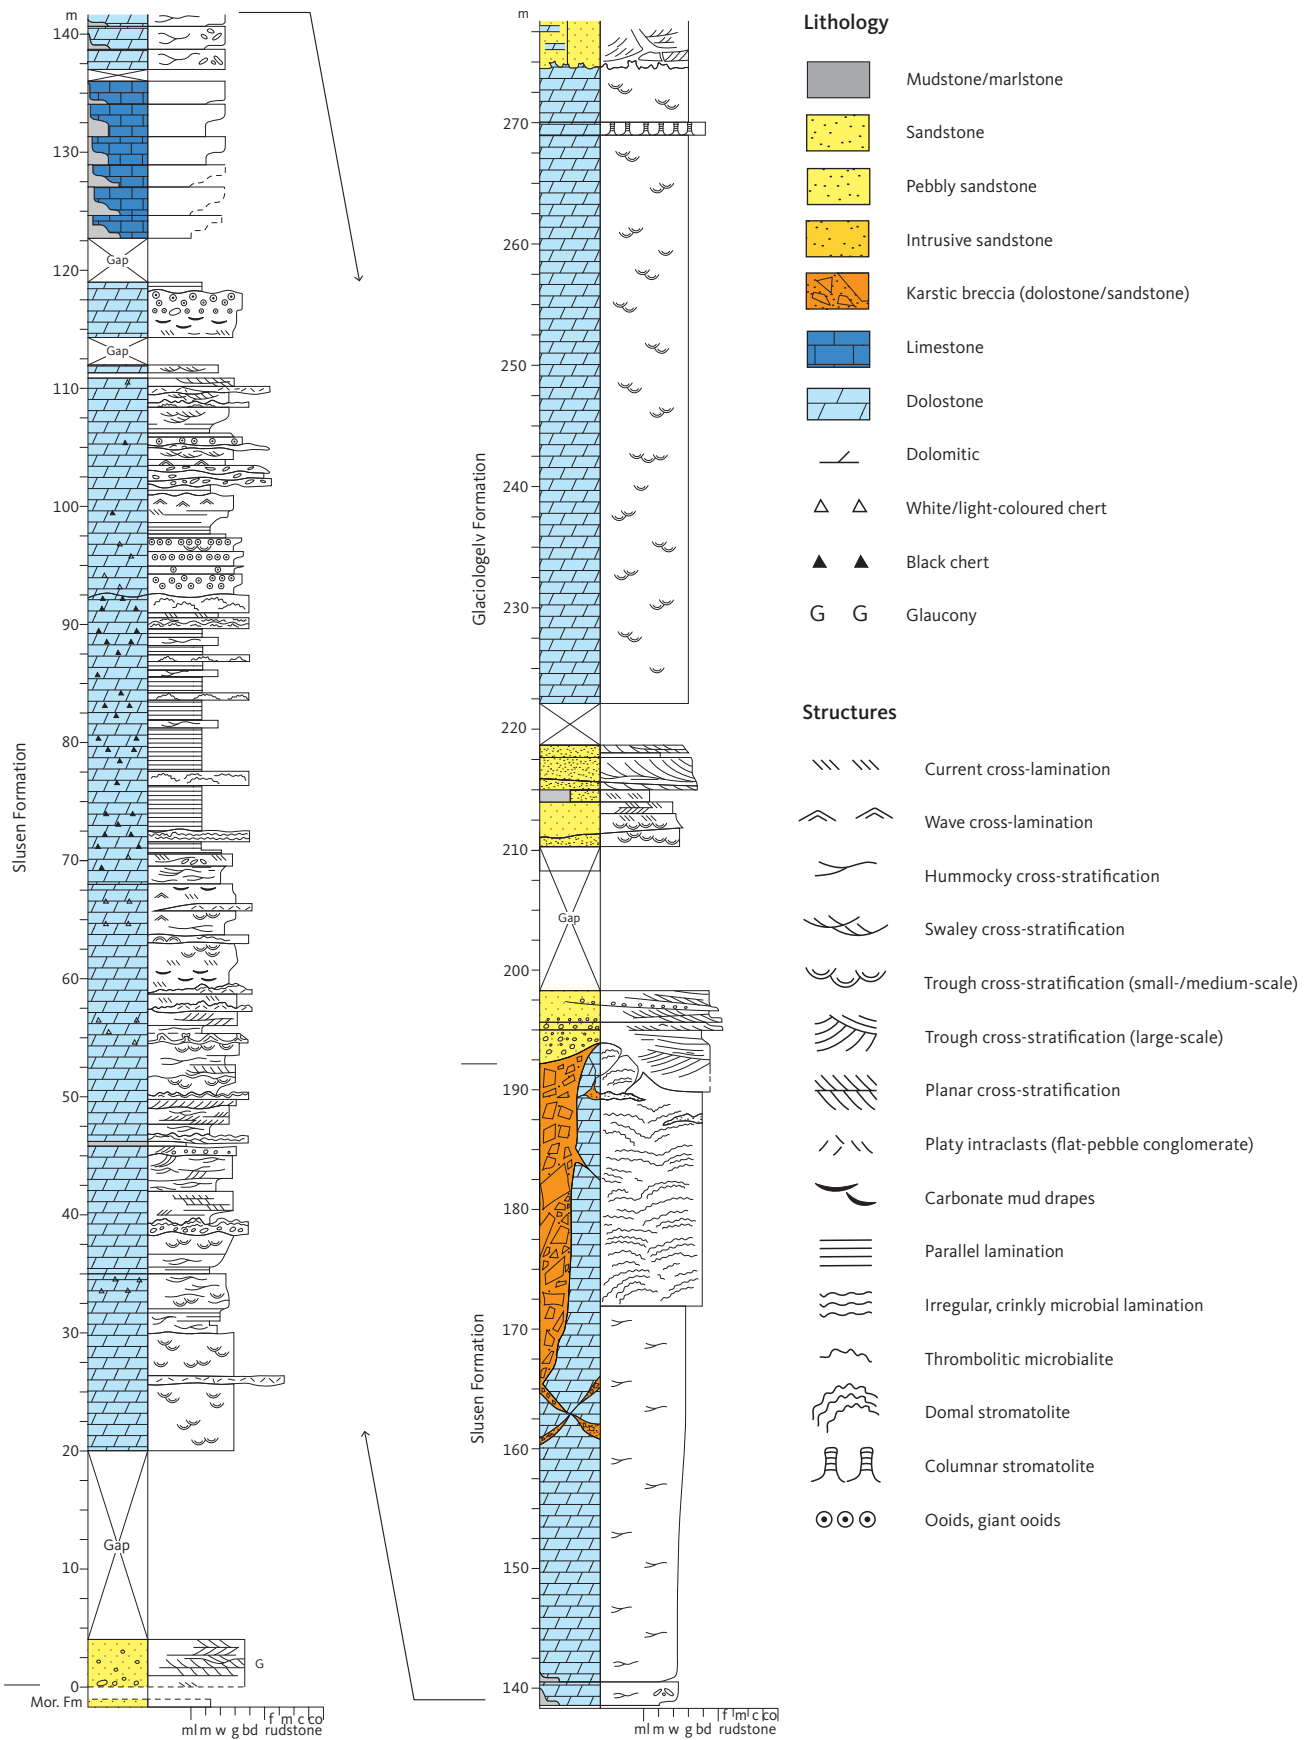 m
140
130
120
110
100
90
80
70
60
50
40
30
20
10
0
Gap
Gap
Gap
G
Slusen Formation
Mor. Fm
ml m w g bd rudstone
f m c co
m
270
260
250
240
230
220
210
200
190
180
170
160
150
140
Gap
Glaciologelv Formation
Slusen Formation
ml m w g bd rudstone
f m c co
Lithology
Mudstone/marlstone
Sandstone
Pebbly sandstone
Intrusive sandstone
Karstic breccia (dolostone/sandstone)
Limestone
Dolostone
Dolomitic
White/light-coloured chert
Black chert
G G Glaucony
Structures
Current cross-lamination
Wave cross-lamination
Hummocky cross-stratification
Swaley cross-stratification
Trough cross-stratification (small-/medium-scale)
Trough cross-stratification (large-scale)
Planar cross-stratification
Platy intraclasts (flat-pebble conglomerate)
Carbonate mud drapes
Parallel lamination
Irregular, crinkly microbial lamination
Thrombolitic microbialite
Domal stromatolite
Columnar stromatolite
Ooids, giant ooids